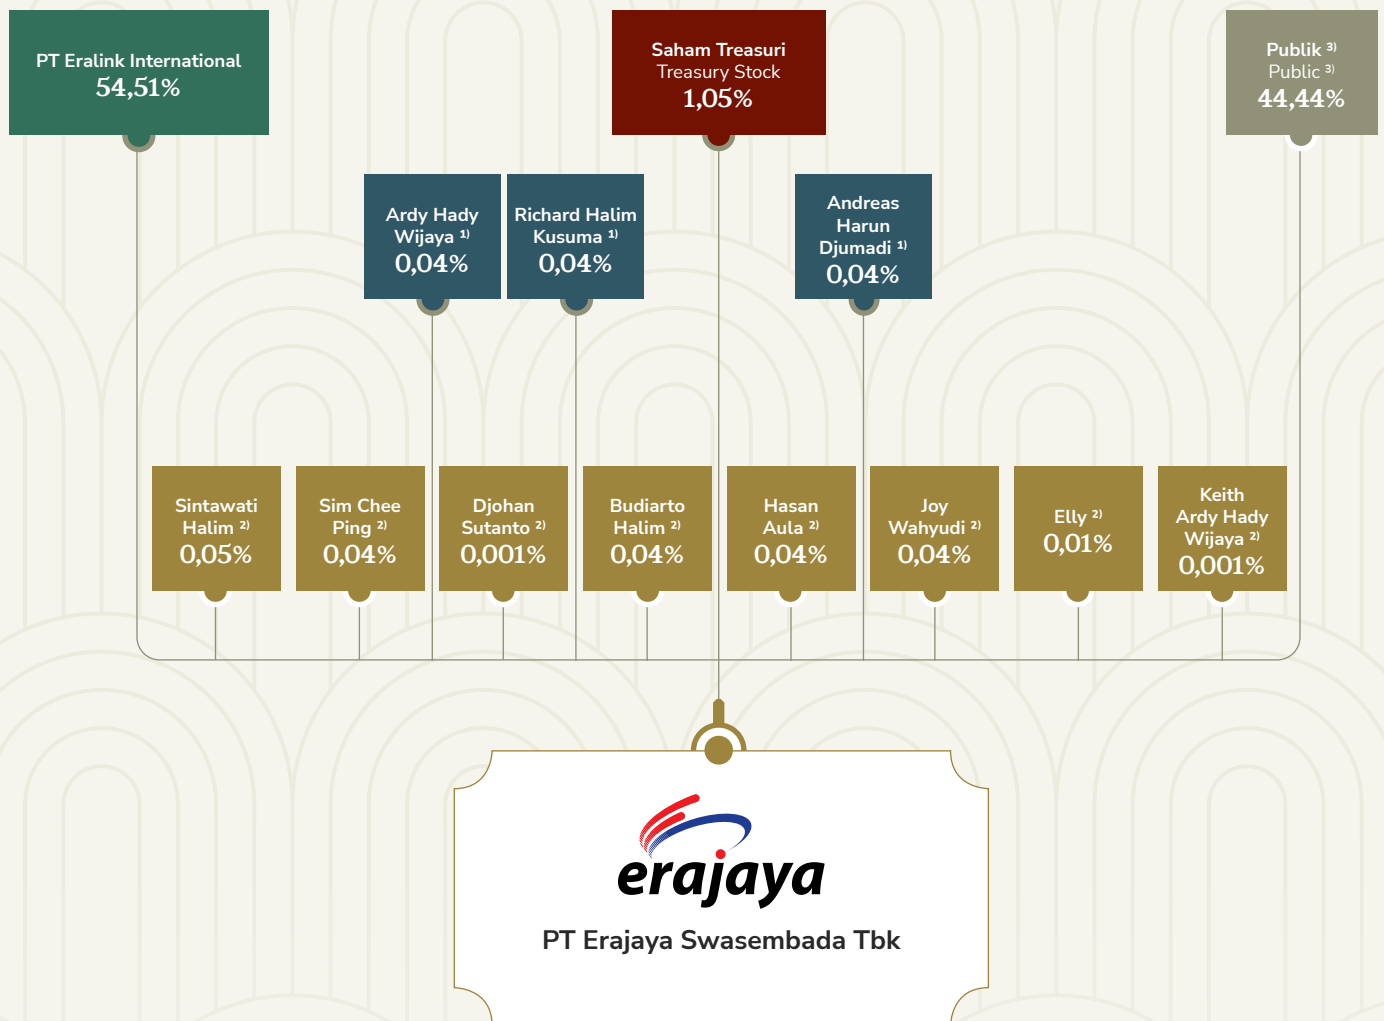 PT Eralink International
54,51%
Saham Treasuri
Treasury Stock
1,05%
Publik ³⁾
Public ³⁾
44,44%
Ardy Hady
Wijaya ¹⁾
0,04%
Richard Halim
Kusuma ¹⁾
0,04%
Andreas
Harun
Djumadi ¹⁾
0,04%
Sintawati
Halim ²⁾
0,05%
Sim Chee
Ping ²⁾
0,04%
Djohan
Sutanto ²⁾
0,001%
Budiarto
Halim ²⁾
0,04%
Hasan
Aula ²⁾
0,04%
Joy
Wahyudi ²⁾
0,04%
Elly ²⁾
0,01%
Keith
Ardy Hady
Wijaya ²⁾
0,001%
erajaya
PT Erajaya Swasembada Tbk